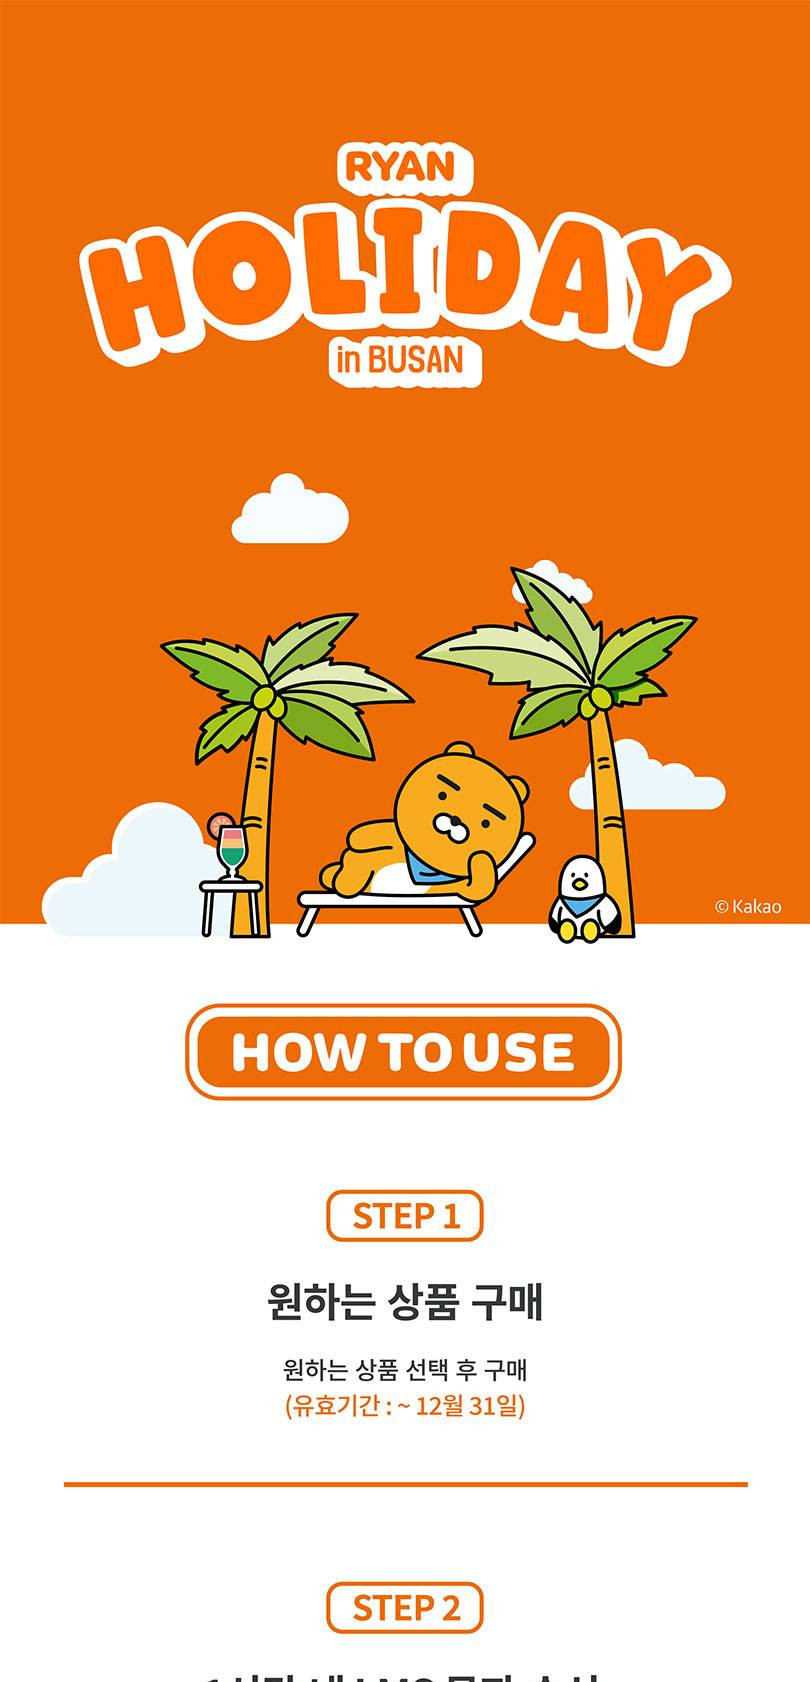 RYAN
HOLIDAY
in BUSAN
© Kakao
HOW TO USE
STEP 1
원하는 상품 구매
원하는 상품 선택 후 구매
(유효기간 : ~ 12월 31일)
STEP 2